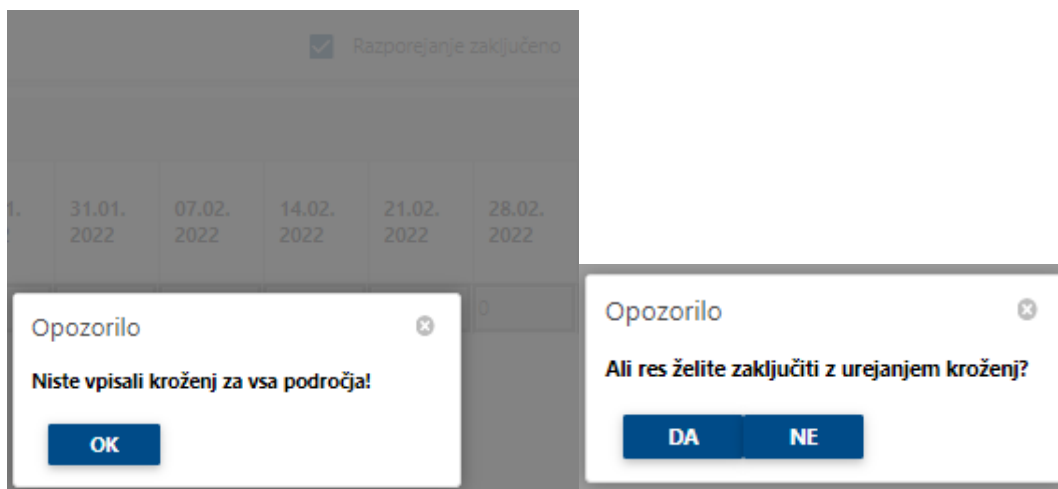 Razporejanje zaključeno
1. 31.01. 07.02. 14.02. 21.02. 28.02.
2022 2022 2022 2022 2022
0
Opozorilo
Niste vpisali kroženj za vsa področja!
OK
Opozorilo
Ali res želite zaključiti z urejanjem kroženj?
DA NE